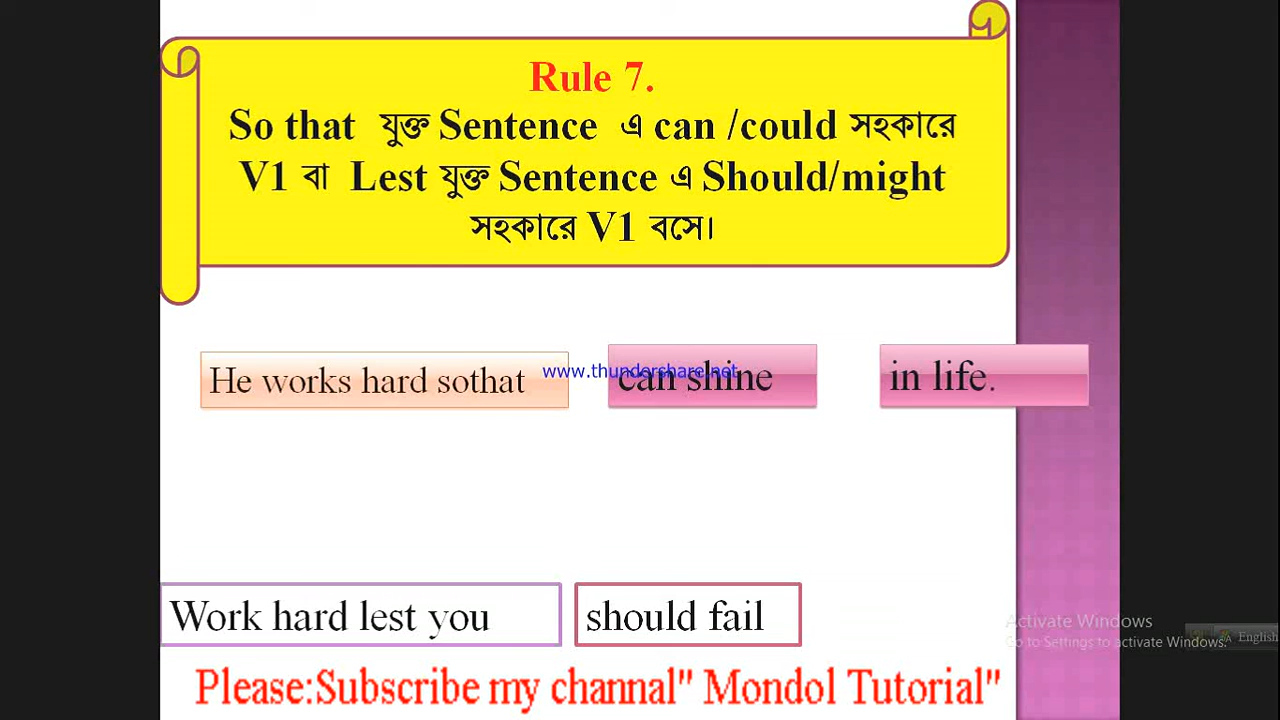 Rule 7.
So that যুক্ত Sentence এ can /could সহকারে
V1 বা Lest যুক্ত Sentence এ Should/might
সহকারে V1 বসে।
He works hard sothat
www.thundershare.net
can shine
in life.
Work hard lest you
should fail
Activate Windows
Go to Settings to activate Windows.
English
Please:Subscribe my channal" Mondol Tutorial"